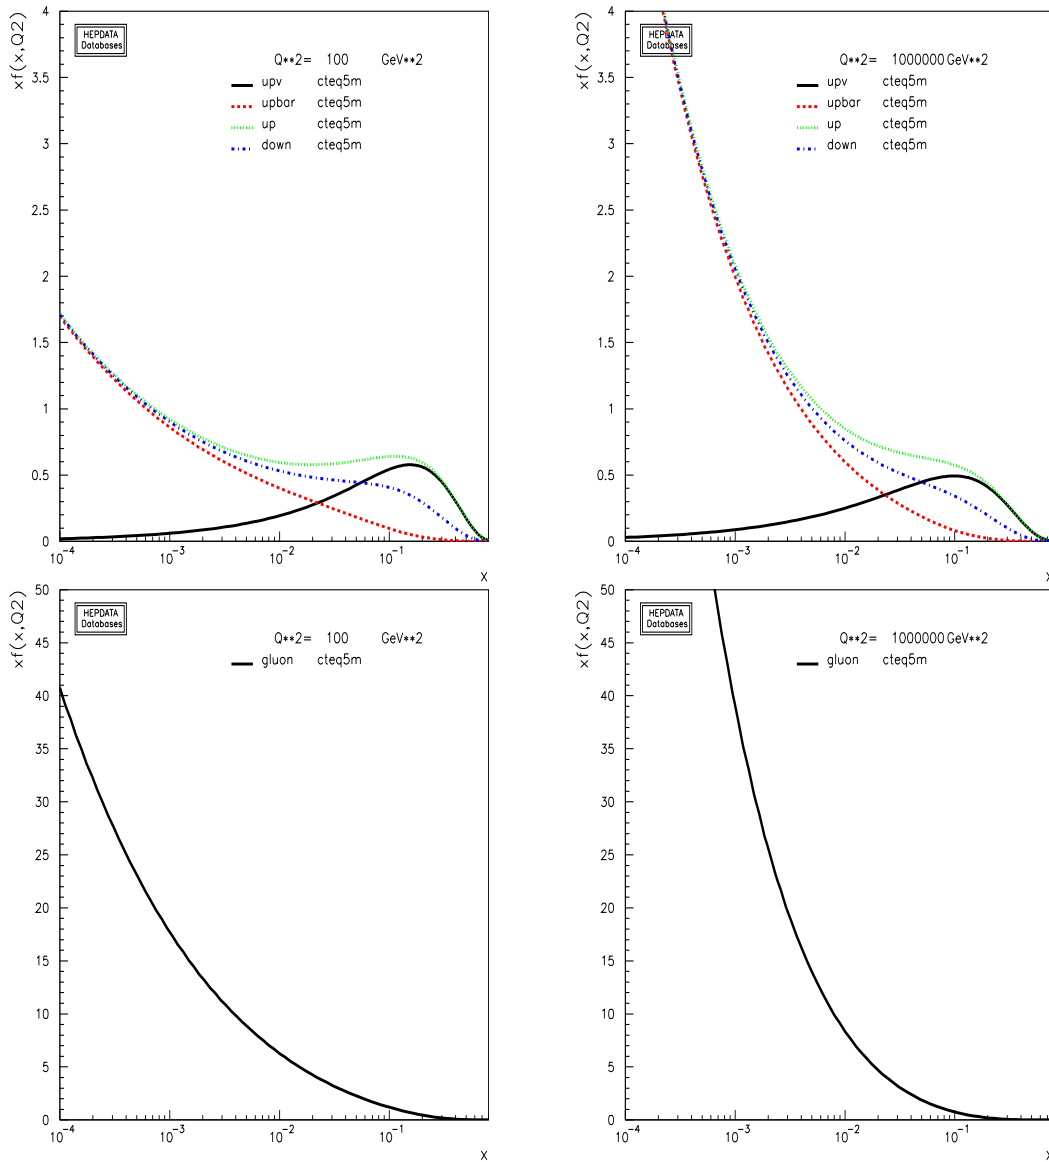 xf(x,Q2)
4
3.5
3
2.5
2
1.5
1
0.5
0
HEPDATA
Databases
Q**2= 100 GeV**2
upv cteq5m
upbar cteq5m
up cteq5m
down cteq5m
10^-4 10^-3 10^-2 10^-1
x
xf(x,Q2)
4
3.5
3
2.5
2
1.5
1
0.5
0
HEPDATA
Databases
Q**2= 1000000 GeV**2
upv cteq5m
upbar cteq5m
up cteq5m
down cteq5m
10^-4 10^-3 10^-2 10^-1
x
xf(x,Q2)
50
45
40
35
30
25
20
15
10
5
0
HEPDATA
Databases
Q**2= 100 GeV**2
gluon cteq5m
10^-4 10^-3 10^-2 10^-1
x
xf(x,Q2)
50
45
40
35
30
25
20
15
10
5
0
HEPDATA
Databases
Q**2= 1000000 GeV**2
gluon cteq5m
10^-4 10^-3 10^-2 10^-1
x